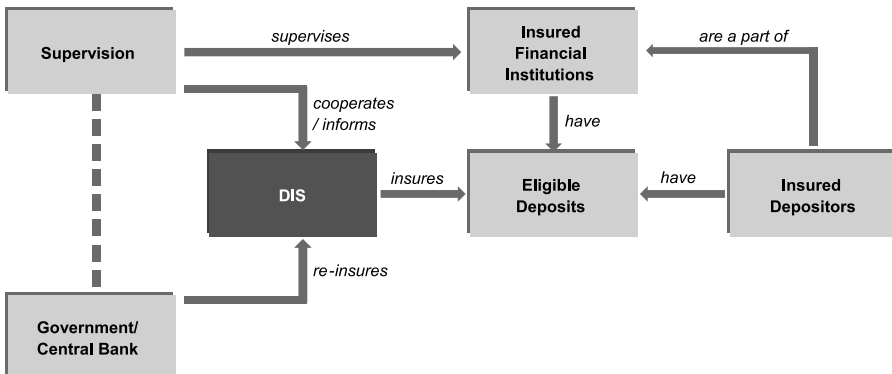 Supervision
supervises
Insured
Financial
Institutions
are a part of
cooperates
/ informs
have
DIS
insures
Eligible
Deposits
have
Insured
Depositors
re-insures
Government/
Central Bank